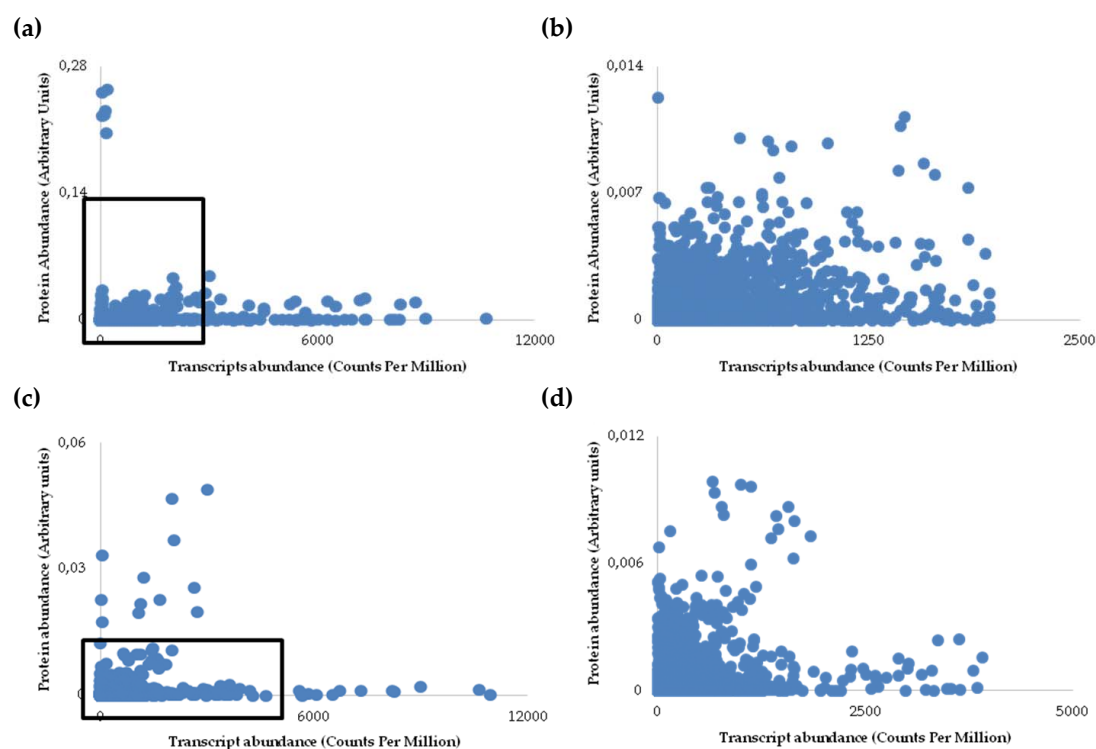 (a)
(b)
0,28
0,14
0
0
6000
12000
Protein Abundance (Arbitrary Units)
Transcripts abundance (Counts Per Million)
0,014
0,007
0
0
1250
2500
Protein Abundance (Arbitrary Units)
Transcripts abundance (Counts Per Million)
(c)
(d)
0,06
0,03
0
0
6000
12000
Protein abundance (Arbitrary units)
Transcript abundance (Counts Per Million)
0,012
0,006
0
0
2500
5000
Protein abundance (Arbitrary units)
Transcript abundance (Counts Per Million)